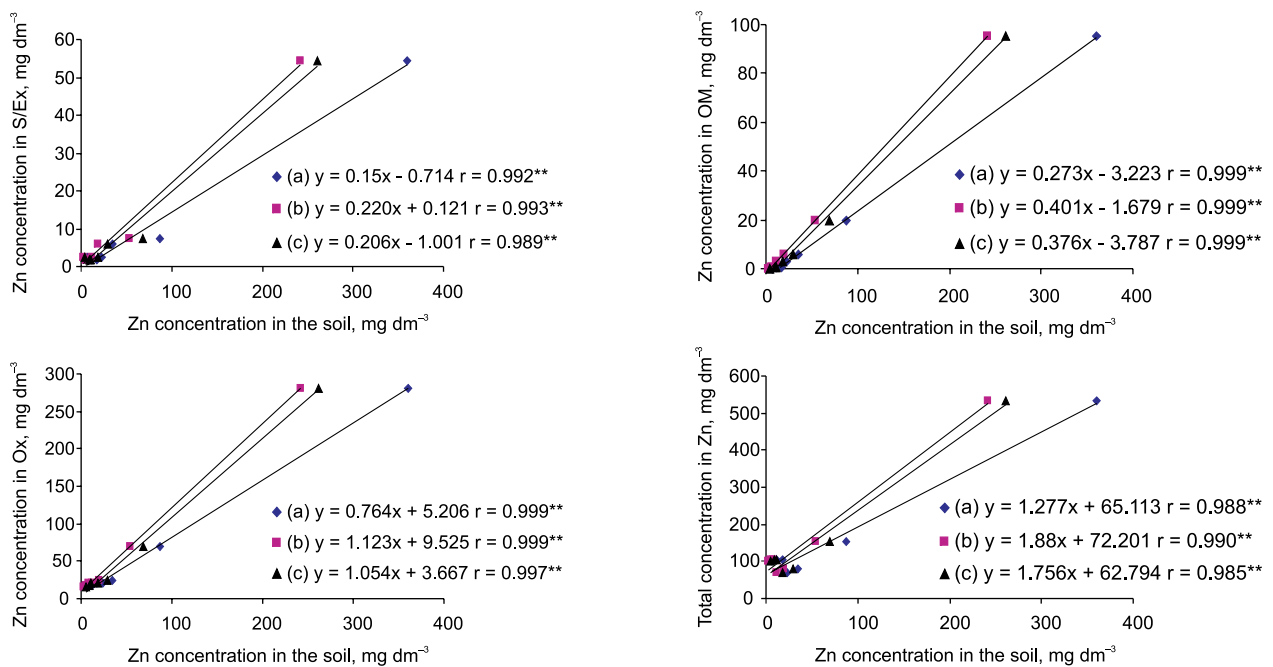 Zn concentration in S/Ex, mg dm⁻³
60
50
40
30
20
10
0
0 100 200 300 400
(a) y = 0.15x - 0.714 r = 0.992**
(b) y = 0.220x + 0.121 r = 0.993**
(c) y = 0.206x - 1.001 r = 0.989**
Zn concentration in the soil, mg dm⁻³
Zn concentration in OM, mg dm⁻³
100
80
60
40
20
0
0 100 200 300 400
(a) y = 0.273x - 3.223 r = 0.999**
(b) y = 0.401x - 1.679 r = 0.999**
(c) y = 0.376x - 3.787 r = 0.999**
Zn concentration in the soil, mg dm⁻³
Zn concentration in Ox, mg dm⁻³
300
250
200
150
100
50
0
0 100 200 300 400
(a) y = 0.764x + 5.206 r = 0.999**
(b) y = 1.123x + 9.525 r = 0.999**
(c) y = 1.054x + 3.667 r = 0.997**
Zn concentration in the soil, mg dm⁻³
Total concentration in Zn, mg dm⁻³
600
500
400
300
200
100
0
0 100 200 300 400
(a) y = 1.277x + 65.113 r = 0.988**
(b) y = 1.88x + 72.201 r = 0.990**
(c) y = 1.756x + 62.794 r = 0.985**
Zn concentration in the soil, mg dm⁻³